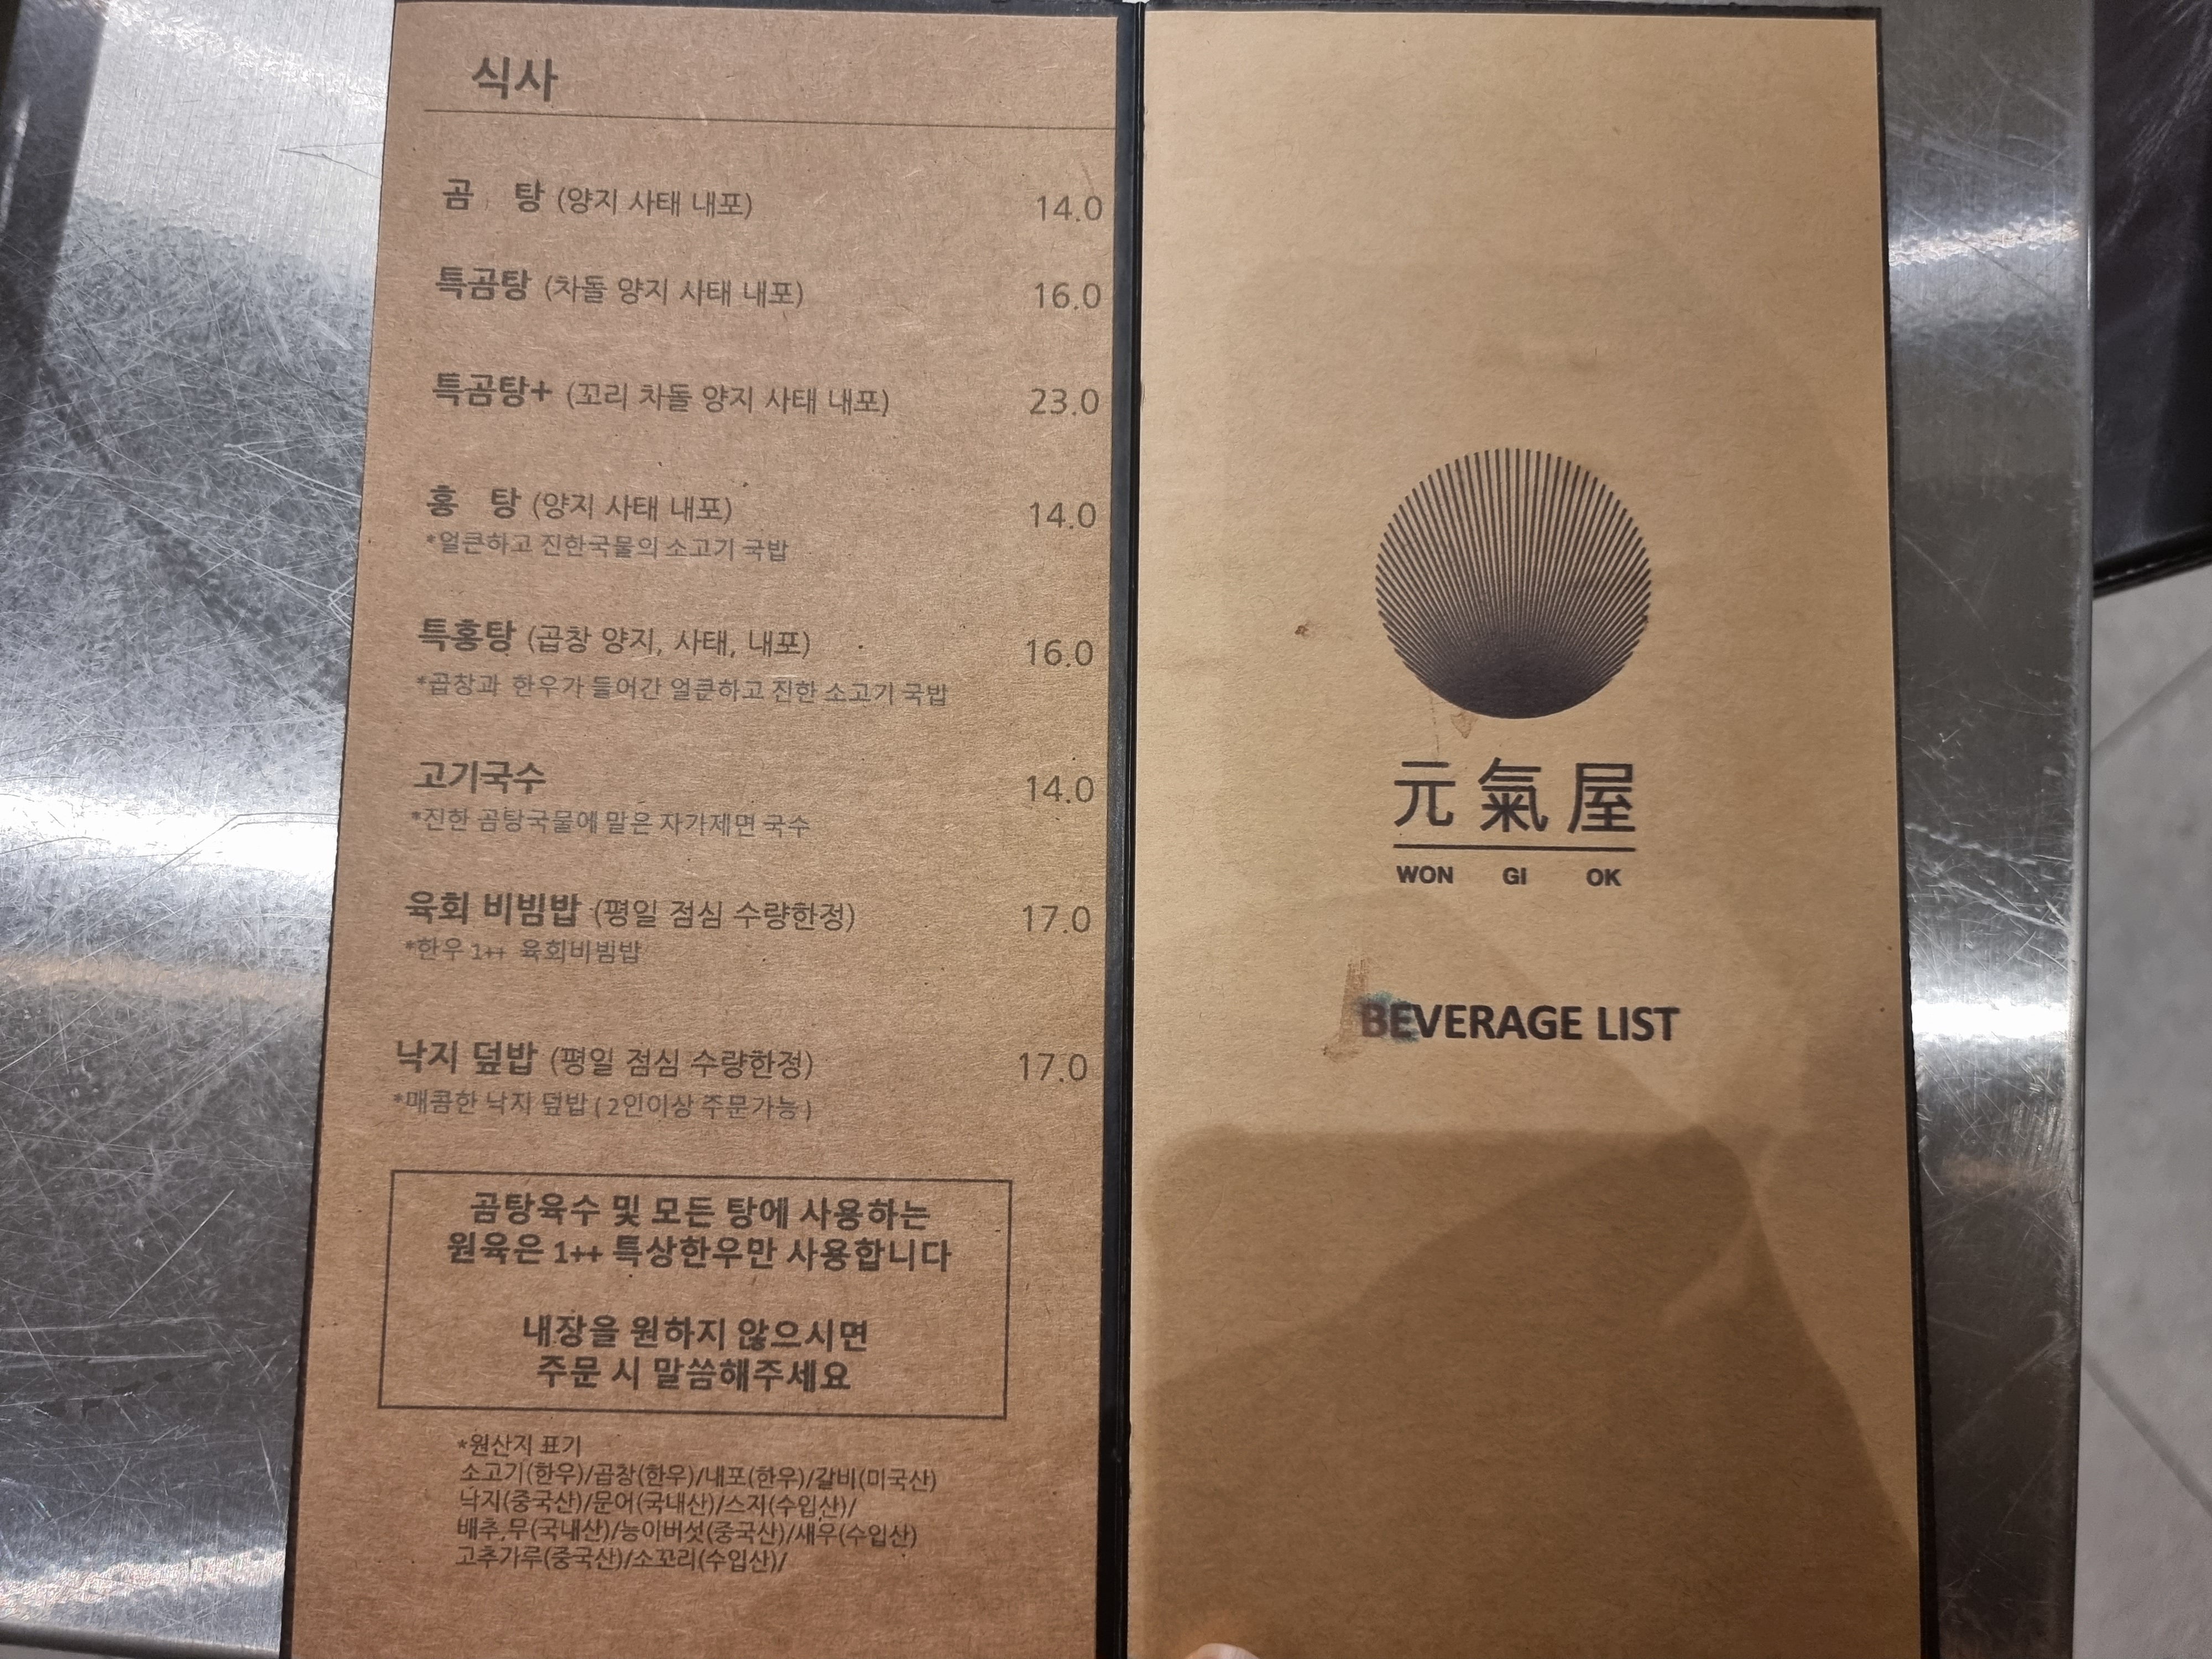 식사
곰 탕 (양지 사태 내포) 14.0
특곰탕 (차돌 양지 사태 내포) 16.0
특곰탕+ (꼬리 차돌 양지 사태 내포) 23.0
홍 탕 (양지 사태 내포) 14.0
*얼큰하고 진한국물의 소고기 국밥
특홍탕 (곱창 양지, 사태, 내포) 16.0
*곱창과 한우가 들어간 얼큰하고 진한 소고기 국밥
고기국수 14.0
*진한 곰탕국물에 말은 자가제면 국수
육회 비빔밥 (평일 점심 수량한정) 17.0
*한우 1++ 육회비빔밥
낙지 덮밥 (평일 점심 수량한정) 17.0
*매콤한 낙지 덮밥 ( 2인이상 주문가능 )
곰탕육수 및 모든 탕에 사용하는
원육은 1++ 특상한우만 사용합니다
내장을 원하지 않으시면
주문 시 말씀해주세요
*원산지 표기
소고기(한우)/곱창(한우)/내포(한우)/갈비(미국산)
낙지(중국산)/문어(국내산)/스지(수입산)/
배추,무(국내산)/능이버섯(중국산)/새우(수입산)
고추가루(중국산)/소꼬리(수입산)/
元氣屋
WON GI OK
BEVERAGE LIST